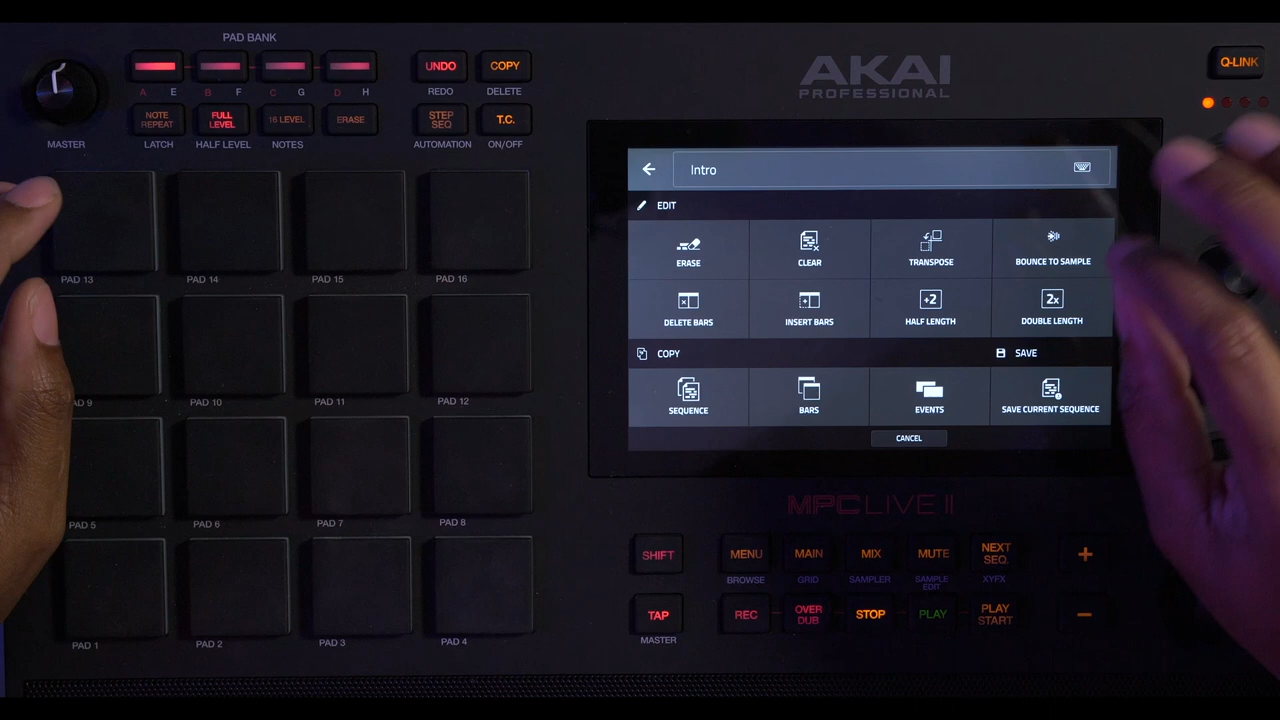 PAD BANK
UNDO COPY
A E B F C G D H REDO DELETE
NOTE REPEAT FULL LEVEL 16 LEVEL ERASE STEP SEQ T.C.
MASTER LATCH HALF LEVEL NOTES AUTOMATION ON/OFF
AKAI
PROFESSIONAL
Q-LINK
Intro
EDIT
ERASE CLEAR TRANSPOSE BOUNCE TO SAMPLE
+2 2x
DELETE BARS INSERT BARS HALF LENGTH DOUBLE LENGTH
COPY SAVE
SEQUENCE BARS EVENTS SAVE CURRENT SEQUENCE
CANCEL
PAD 13 PAD 14 PAD 15 PAD 16
AD 9 PAD 10 PAD 11 PAD 12
PAD 5 PAD 6 PAD 7 PAD 8
PAD 1 PAD 2 PAD 3 PAD 4
MPC LIVE II
SHIFT MENU MAIN MIX MUTE NEXT SEQ. +
BROWSE GRID SAMPLER SAMPLE EDIT XYFX
TAP REC OVER DUB STOP PLAY PLAY START −
MASTER